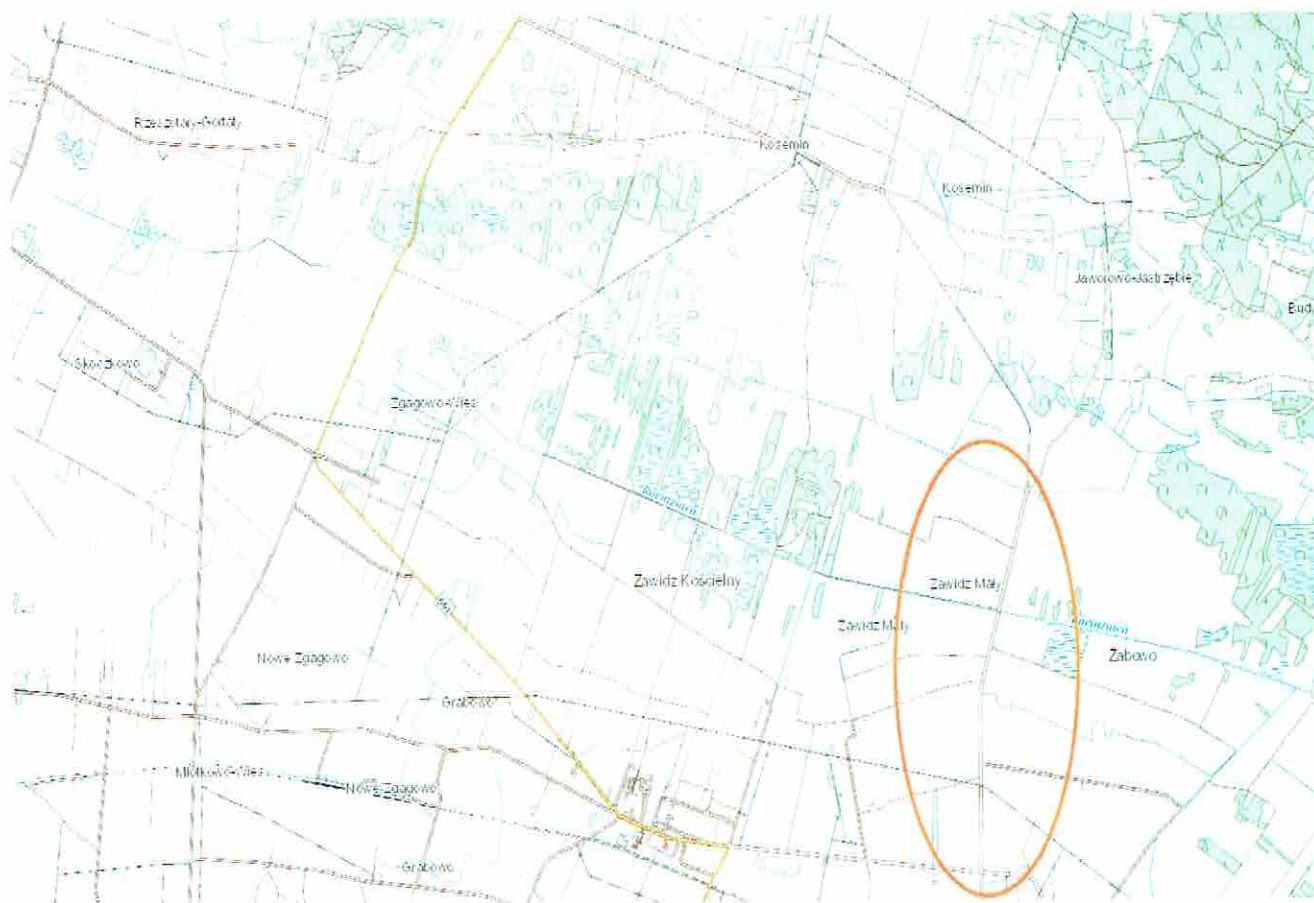 Rzeszotary-Gortaty
Kosemin
Kosemin
Jaworowo-Jastrzębie
Skoczkowo
Zgagowo-Wieś
Zawidz Kościelny
Zawidz Mały
Zawidz Mały
Żabowo
Nowe Zgagowo
Grabowo
Nowe-Zgagowo
Grabowo